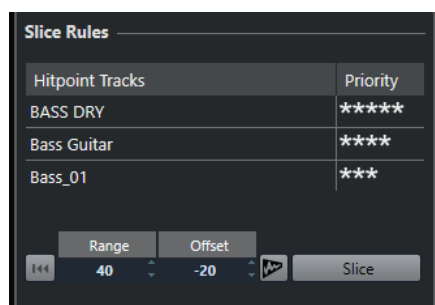 Slice Rules
Hitpoint Tracks Priority
BASS DRY *****
Bass Guitar ****
Bass_01 ***
Range Offset
40 -20 Slice